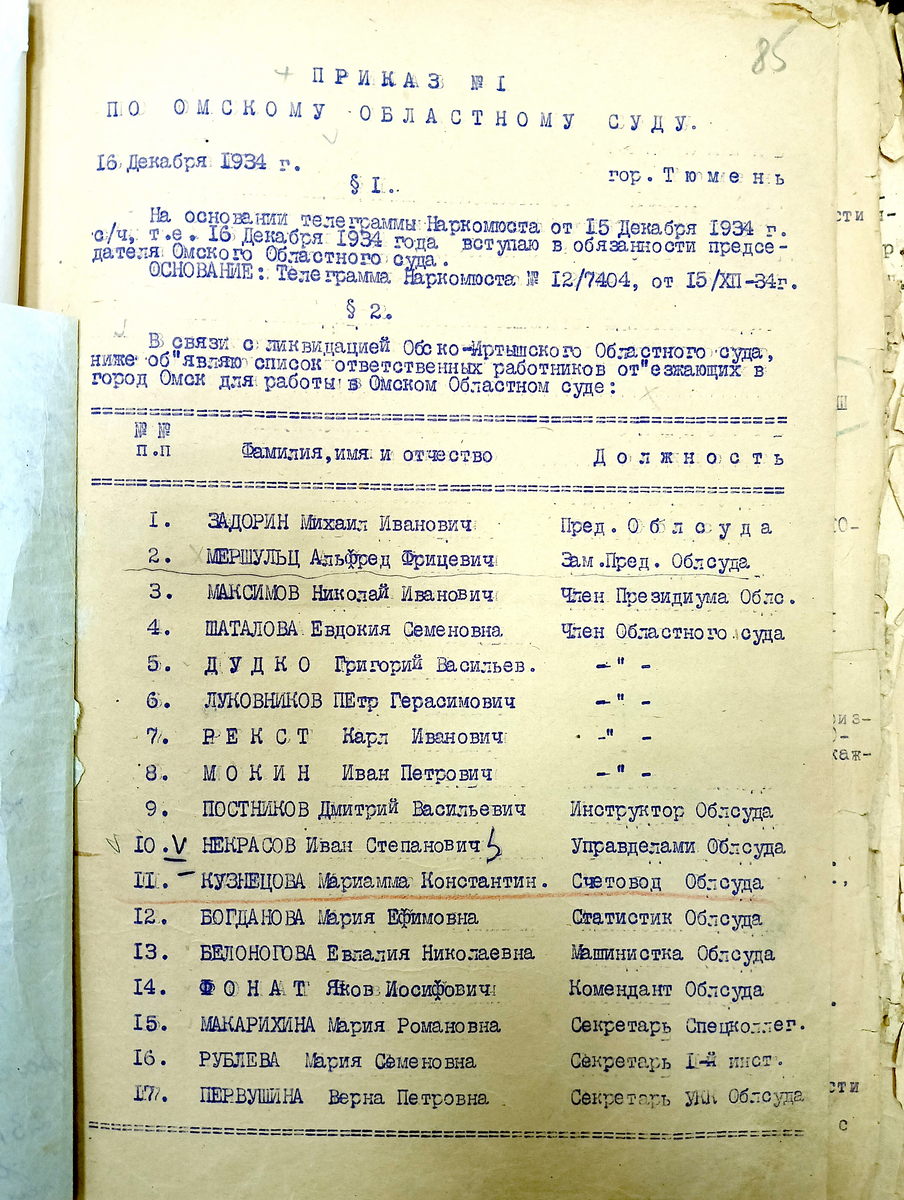 85
ПРИКАЗ №I
ПО ОМСКОМУ ОБЛАСТНОМУ СУДУ.
16 Декабря 1934 г.
гор. Тюмень
§ I.
На основании телеграммы Наркомюста от 15 Декабря 1934 г.
с/ч, т.е. 16 Декабря 1934 года вступаю в обязанности предсе-
дателя Омского Областного суда.
ОСНОВАНИЕ: Телеграмма Наркомюста № 12/7404, от 15/XII-34г.
§ 2.
В связи с ликвидацией Обско-Иртышского Областного суда,
ниже об"являю список ответственных работников от"езжающих в
город Омск для работы в Омском Областном суде:
№ №
п.п Фамилия, имя и отчество Должность
1. ЗАДОРИН Михаил Иванович Пред. Облсуда
2. МЕРШУЛЬЦ Альфред Фрицевич Зам.Пред. Облсуда
3. МАКСИМОВ Николай Иванович Член Президиума Облс.
4. ШАТАЛОВА Евдокия Семеновна Член Областного суда
5. ДУДКО Григорий Васильев. -"-
6. ЛУКОВНИКОВ ПЕтр Герасимович -"-
7. РЕКСТ Карл Иванович -"-
8. МОКИН Иван Петрович -"-
9. ПОСТНИКОВ Дмитрий Васильевич Инструктор Облсуда
10. V НЕКРАСОВ Иван Степанович Управделами Облсуда
11. КУЗНЕЦОВА Мариамма Константин. Счетовод Облсуда
12. БОГДАНОВА Мария Ефимовна Статистик Облсуда
13. БЕЛОНОГОВА Евлалия Николаевна Машинистка Облсуда
14. ФОНАТ Яков Иосифович Комендант Облсуда
15. МАКАРИХИНА Мария Романовна Секретарь Спецколлег.
16. РУБЛЕВА Мария Семеновна Секретарь I-й инст.
17. ПЕРВУШИНА Верна Петровна Секретарь УКК Облсуда